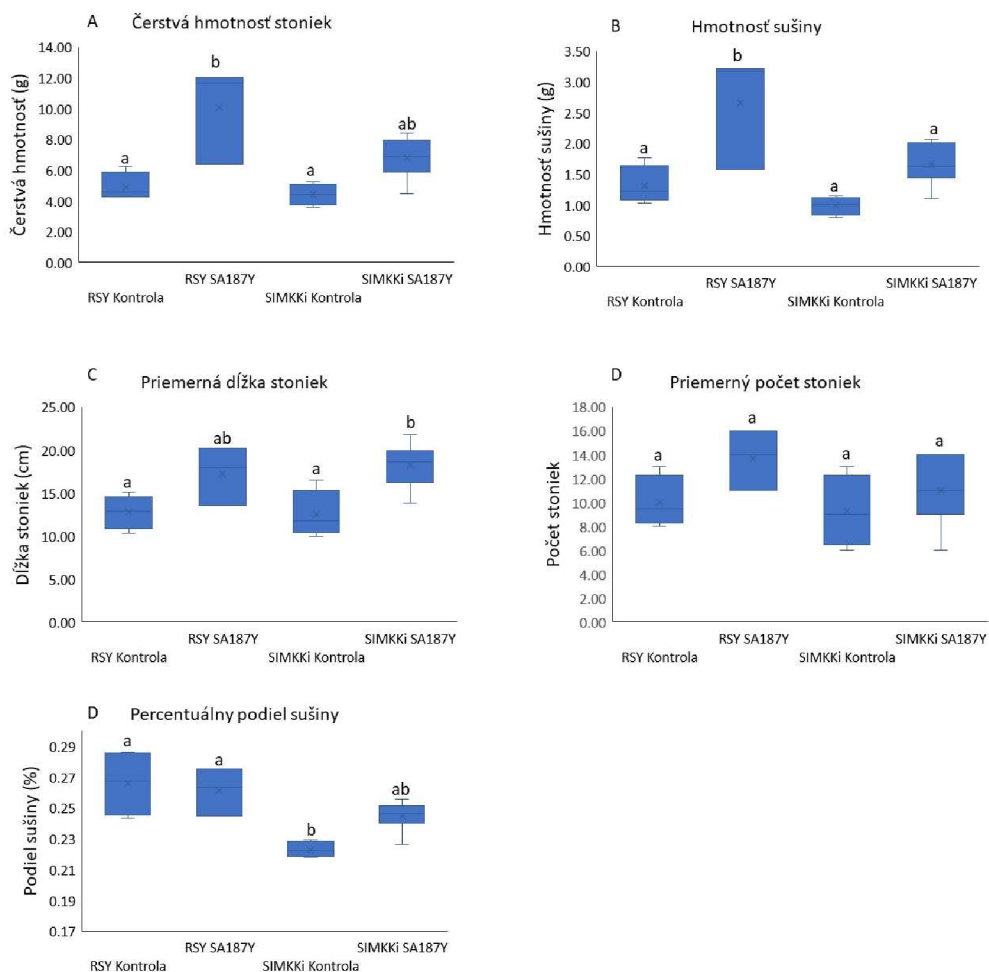 A
Čerstvá hmotnosť stoniek
Čerstvá hmotnosť (g)
14.00
12.00
10.00
8.00
6.00
4.00
2.00
0.00
a
b
a
ab
RSY Kontrola
RSY SA187Y
SIMKKi Kontrola
SIMKKi SA187Y
B
Hmotnosť sušiny
Hmotnosť sušiny (g)
3.50
3.00
2.50
2.00
1.50
1.00
0.50
0.00
a
b
a
a
RSY Kontrola
RSY SA187Y
SIMKKi Kontrola
SIMKKi SA187Y
C
Priemerná dĺžka stoniek
Dĺžka stoniek (cm)
25.00
20.00
15.00
10.00
5.00
0.00
a
ab
a
b
RSY Kontrola
RSY SA187Y
SIMKKi Kontrola
SIMKKi SA187Y
D
Priemerný počet stoniek
Počet stoniek
18.00
16.00
14.00
12.00
10.00
8.00
6.00
4.00
2.00
0.00
a
a
a
a
RSY Kontrola
RSY SA187Y
SIMKKi Kontrola
SIMKKi SA187Y
D
Percentuálny podiel sušiny
Podiel sušiny (%)
0.29
0.27
0.25
0.23
0.21
0.19
0.17
a
a
b
ab
RSY Kontrola
RSY SA187Y
SIMKKi Kontrola
SIMKKi SA187Y